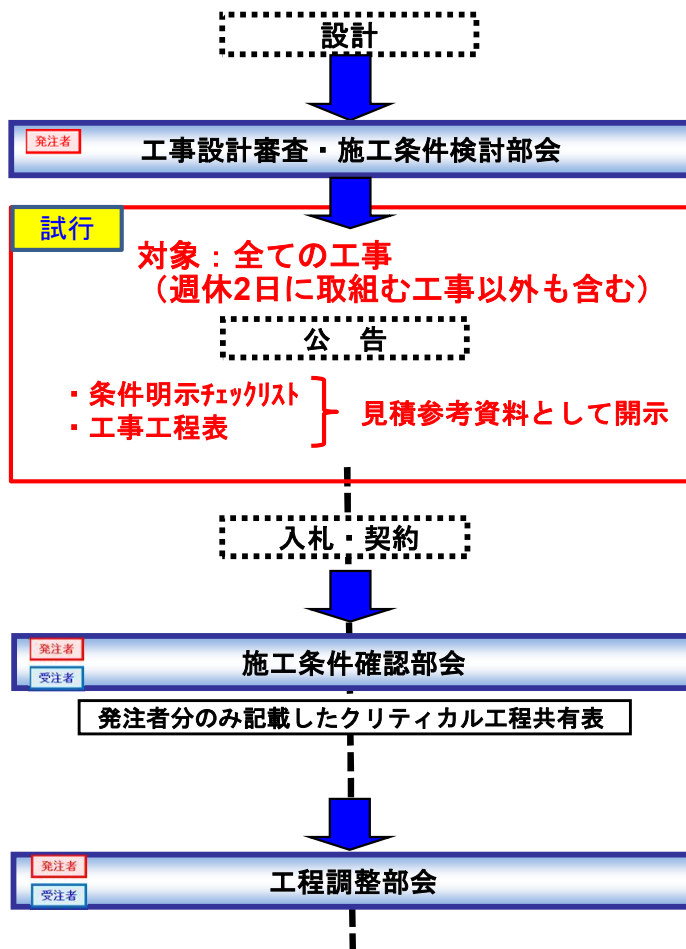 設計
発注者
工事設計審査・施工条件検討部会
試行
対象：全ての工事
（週休2日に取組む工事以外も含む）
公　告
・条件明示ﾁｪｯｸﾘｽﾄ
・工事工程表
見積参考資料として開示
入札・契約
発注者
受注者
施工条件確認部会
発注者分のみ記載したクリティカル工程共有表
発注者
受注者
工程調整部会